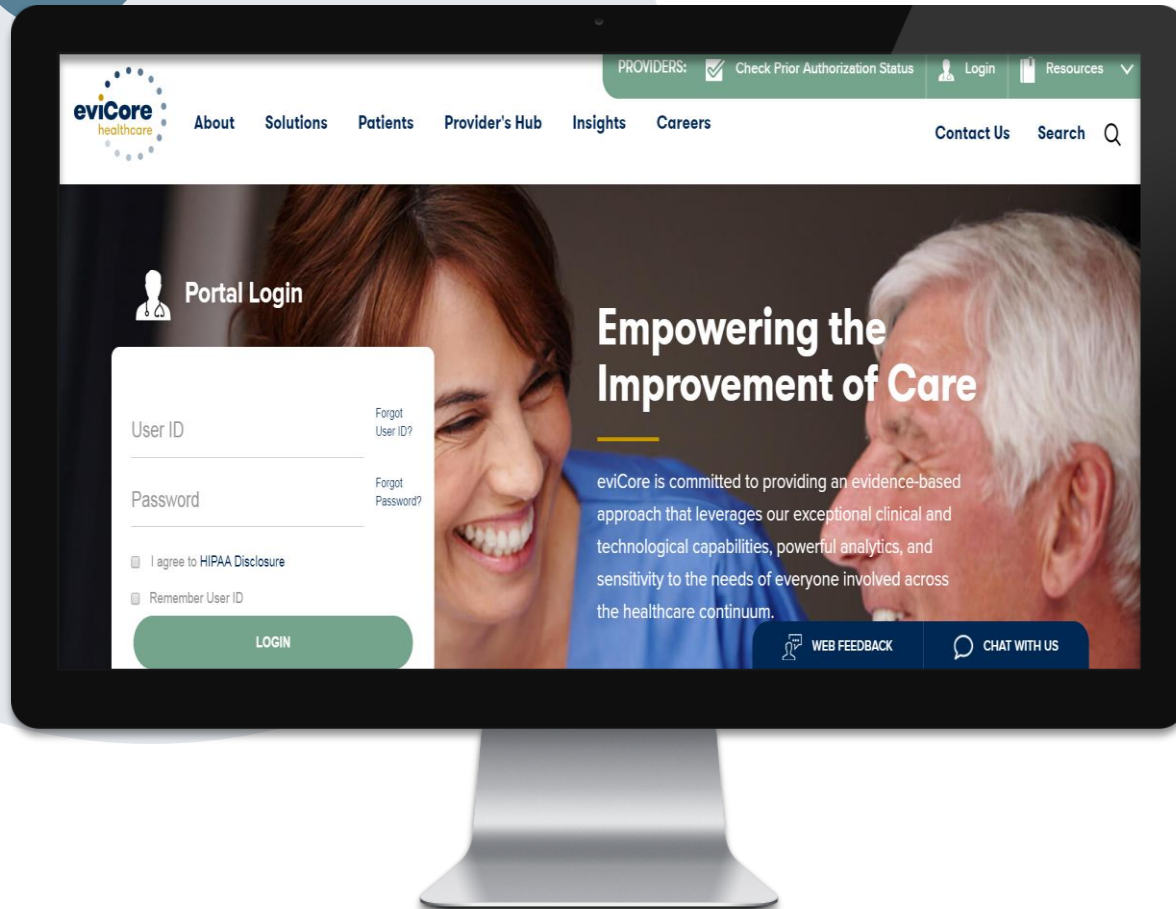 PROVIDERS: Check Prior Authorization Status Login Resources
eviCore
healthcare
About Solutions Patients Provider's Hub Insights Careers
Contact Us Search
Portal Login
User ID
Forgot
User ID?
Password
Forgot
Password?
I agree to HIPAA Disclosure
Remember User ID
LOGIN
Empowering the
Improvement of Care
eviCore is committed to providing an evidence-based
approach that leverages our exceptional clinical and
technological capabilities, powerful analytics, and
sensitivity to the needs of everyone involved across
the healthcare continuum.
WEB FEEDBACK CHAT WITH US